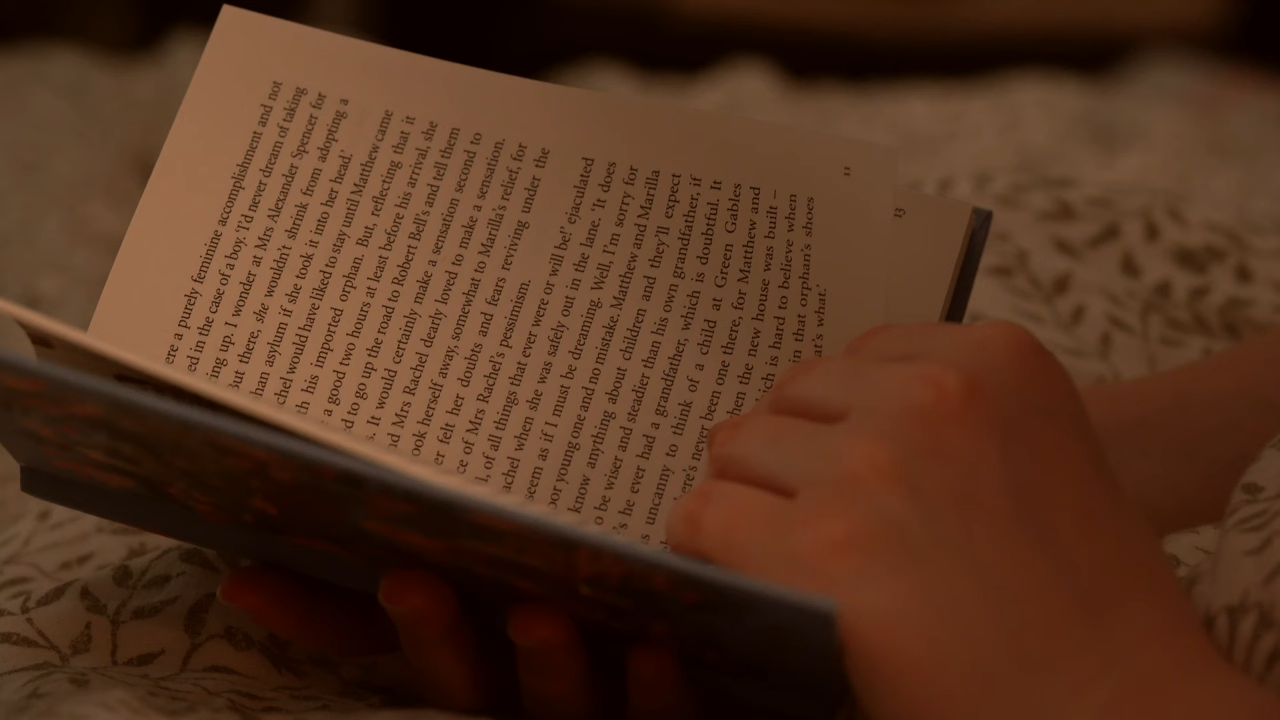 ere a purely feminine accomplishment and not
ed in the case of a boy. 'I'd never dream of taking
ing up. I wonder at Mrs Alexander Spencer for
But there, she wouldn't shrink from adopting a
han asylum if she took it into her head.'
chel would have liked to stay until Matthew came
th his imported orphan. But, reflecting that it
a good two hours at least before his arrival, she
d to go up the road to Robert Bell's and tell them
s. It would certainly make a sensation second to
nd Mrs Rachel dearly loved to make a sensation.
ook herself away, somewhat to Marilla's relief, for
er felt her doubts and fears reviving under the
ce of Mrs Rachel's pessimism.
l, of all things that ever were or will be!' ejaculated
achel when she was safely out in the lane. 'It does
seem as if I must be dreaming. Well, I'm sorry for
oor young one and no mistake. Matthew and Marilla
know anything about children and they'll expect
o be wiser and steadier than his own grandfather, if
's he ever had a grandfather, which is doubtful. It
s uncanny to think of a child at Green Gables
ere's never been one there, for Matthew and
hen the new house was built –
ich is hard to believe when
in that orphan's shoes
at's what.'
11
13